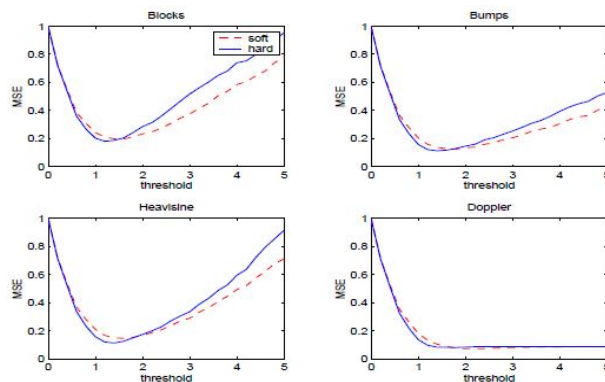 Blocks
1
0.8
0.6
0.4
0.2
0
MSE
0 1 2 3 4 5
threshold
soft
hard
Bumps
1
0.8
0.6
0.4
0.2
0
MSE
0 1 2 3 4 5
threshold
Heavisine
1
0.8
0.6
0.4
0.2
0
MSE
0 1 2 3 4 5
threshold
Doppler
1
0.8
0.6
0.4
0.2
0
MSE
0 1 2 3 4 5
threshold